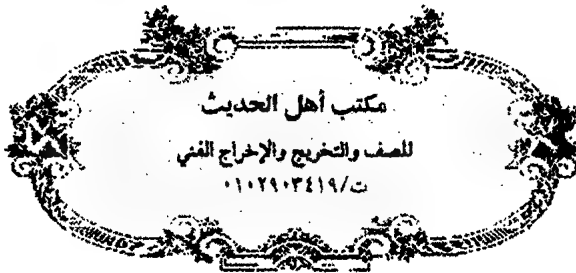 مكتب أهل الحديث
للصف والتخريج والإخراج الفني
ت/٠١٠٢٩٠٣٤١٩